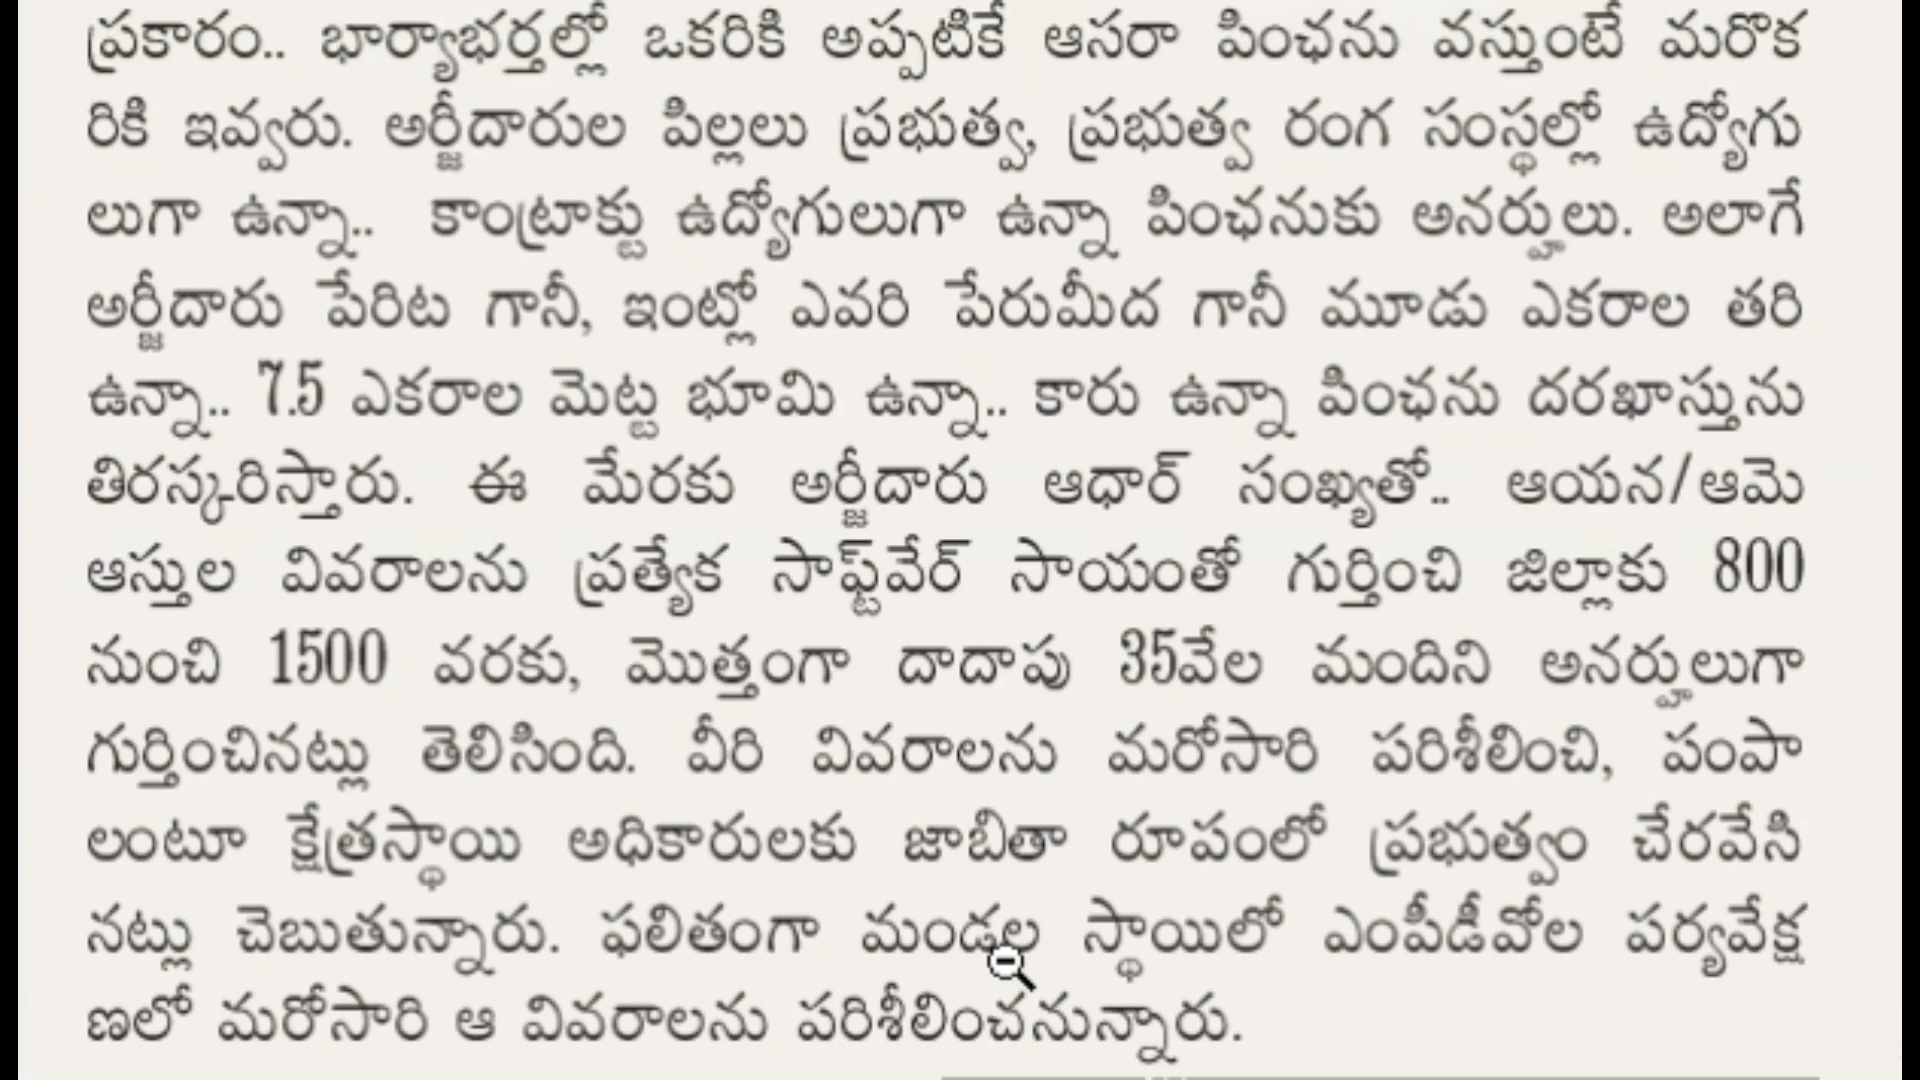 ప్రకారం.. భార్యాభర్తల్లో ఒకరికి అప్పటికే ఆసరా పింఛను వస్తుంటే మరొక
రికి ఇవ్వరు. అర్జీదారుల పిల్లలు ప్రభుత్వ, ప్రభుత్వ రంగ సంస్థల్లో ఉద్యోగు
లుగా ఉన్నా.. కాంట్రాక్టు ఉద్యోగులుగా ఉన్నా పింఛనుకు అనర్హులు. అలాగే
అర్జీదారు పేరిట గానీ, ఇంట్లో ఎవరి పేరుమీద గానీ మూడు ఎకరాల తరి
ఉన్నా.. 7.5 ఎకరాల మెట్ట భూమి ఉన్నా.. కారు ఉన్నా పింఛను దరఖాస్తును
తిరస్కరిస్తారు. ఈ మేరకు అర్జీదారు ఆధార్ సంఖ్యతో.. ఆయన/ఆమె
ఆస్తుల వివరాలను ప్రత్యేక సాఫ్ట్‌వేర్ సాయంతో గుర్తించి జిల్లాకు 800
నుంచి 1500 వరకు, మొత్తంగా దాదాపు 35వేల మందిని అనర్హులుగా
గుర్తించినట్లు తెలిసింది. వీరి వివరాలను మరోసారి పరిశీలించి, పంపా
లంటూ క్షేత్రస్థాయి అధికారులకు జాబితా రూపంలో ప్రభుత్వం చేరవేసి
నట్లు చెబుతున్నారు. ఫలితంగా మండల స్థాయిలో ఎంపీడీవోల పర్యవేక్ష
ణలో మరోసారి ఆ వివరాలను పరిశీలించనున్నారు.